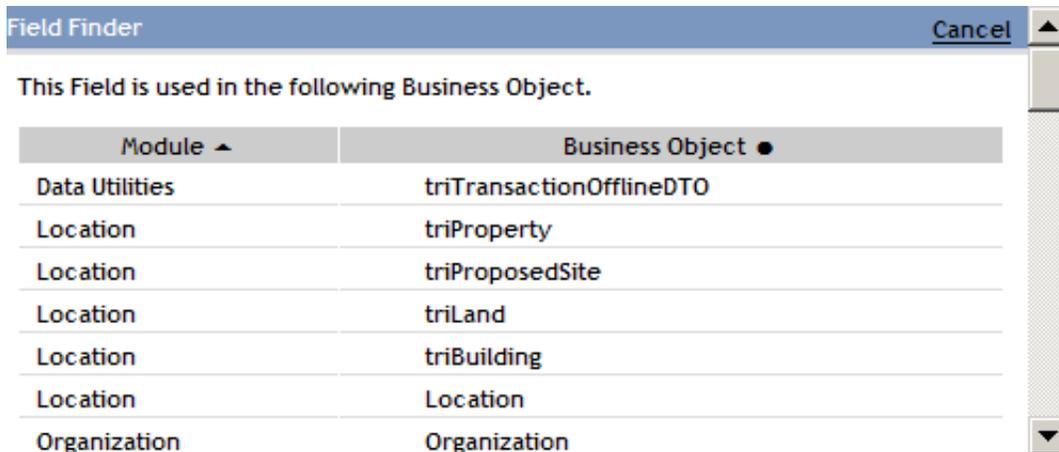 Field Finder Cancel
This Field is used in the following Business Object.
Module Business Object
Data Utilities triTransactionOfflineDTO
Location triProperty
Location triProposedSite
Location triLand
Location triBuilding
Location Location
Organization Organization